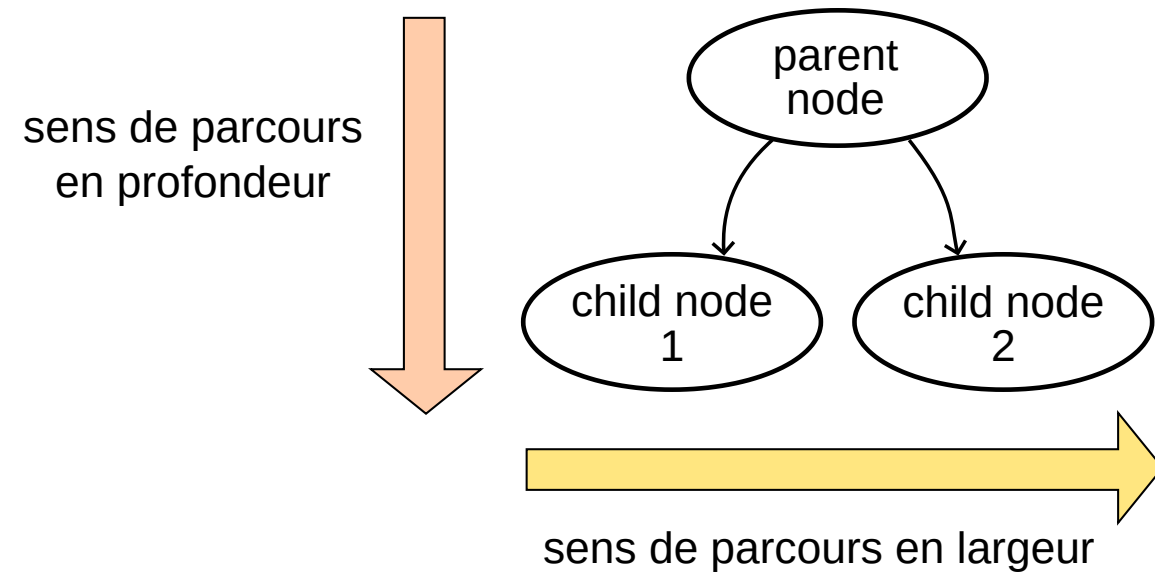 parent
node
sens de parcours
en profondeur
child node
1
child node
2
sens de parcours en largeur